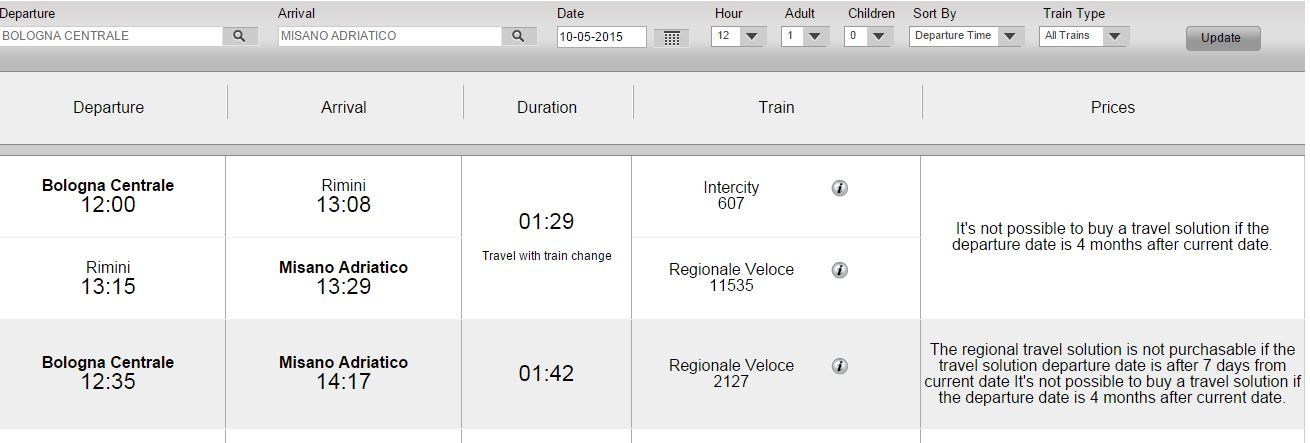 Departure Arrival Date Hour Adult Children Sort By Train Type
BOLOGNA CENTRALE MISANO ADRIATICO 10-05-2015 12 1 0 Departure Time All Trains Update
Departure Arrival Duration Train Prices
Bologna Centrale
12:00
Rimini
13:08
01:29
Travel with train change
Intercity
607
It's not possible to buy a travel solution if the
departure date is 4 months after current date.
Rimini
13:15
Misano Adriatico
13:29
Regionale Veloce
11535
Bologna Centrale
12:35
Misano Adriatico
14:17
01:42
Regionale Veloce
2127
The regional travel solution is not purchasable if the
travel solution departure date is after 7 days from
current date It's not possible to buy a travel solution if
the departure date is 4 months after current date.